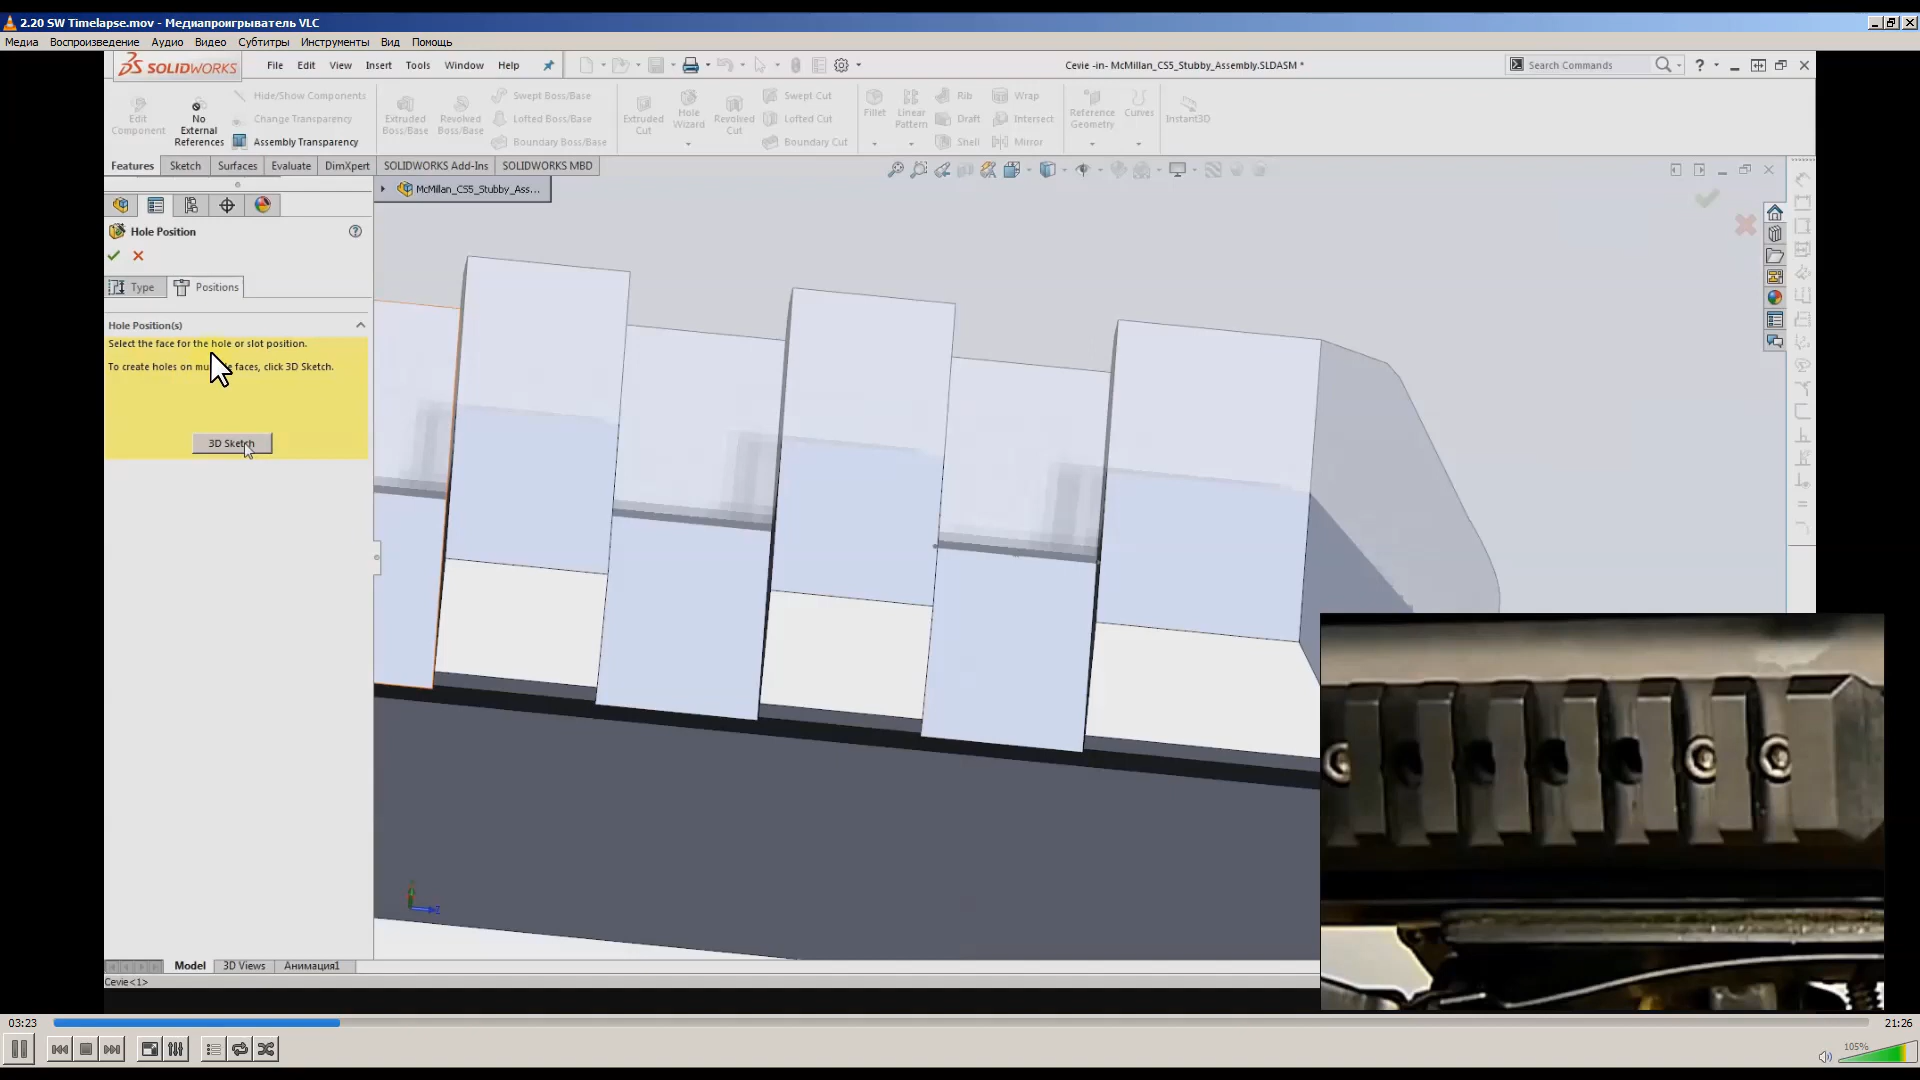 2.20 SW Timelapse.mov - Медиапроигрыватель VLC
Медиа Воспроизведение Аудио Видео Субтитры Инструменты Вид Помощь
SOLIDWORKS File Edit View Insert Tools Window Help
Cevie -in- McMillan_CS5_Stubby_Assembly.SLDASM *
Search Commands
Edit Component
No External References
Hide/Show Components
Change Transparency
Assembly Transparency
Extruded Boss/Base
Revolved Boss/Base
Swept Boss/Base
Lofted Boss/Base
Boundary Boss/Base
Extruded Cut
Hole Wizard
Revolved Cut
Swept Cut
Lofted Cut
Boundary Cut
Fillet
Linear Pattern
Rib
Draft
Shell
Wrap
Intersect
Mirror
Reference Geometry
Curves
Instant3D
Features Sketch Surfaces Evaluate DimXpert SOLIDWORKS Add-Ins SOLIDWORKS MBD
McMillan_CS5_Stubby_Ass...
Hole Position
Type Positions
Hole Position(s)
Select the face for the hole or slot position.
To create holes on faces, click 3D Sketch.
3D Sketch
Z
Model 3D Views Анимация1
Cevie<1>
03:23
21:26
105%